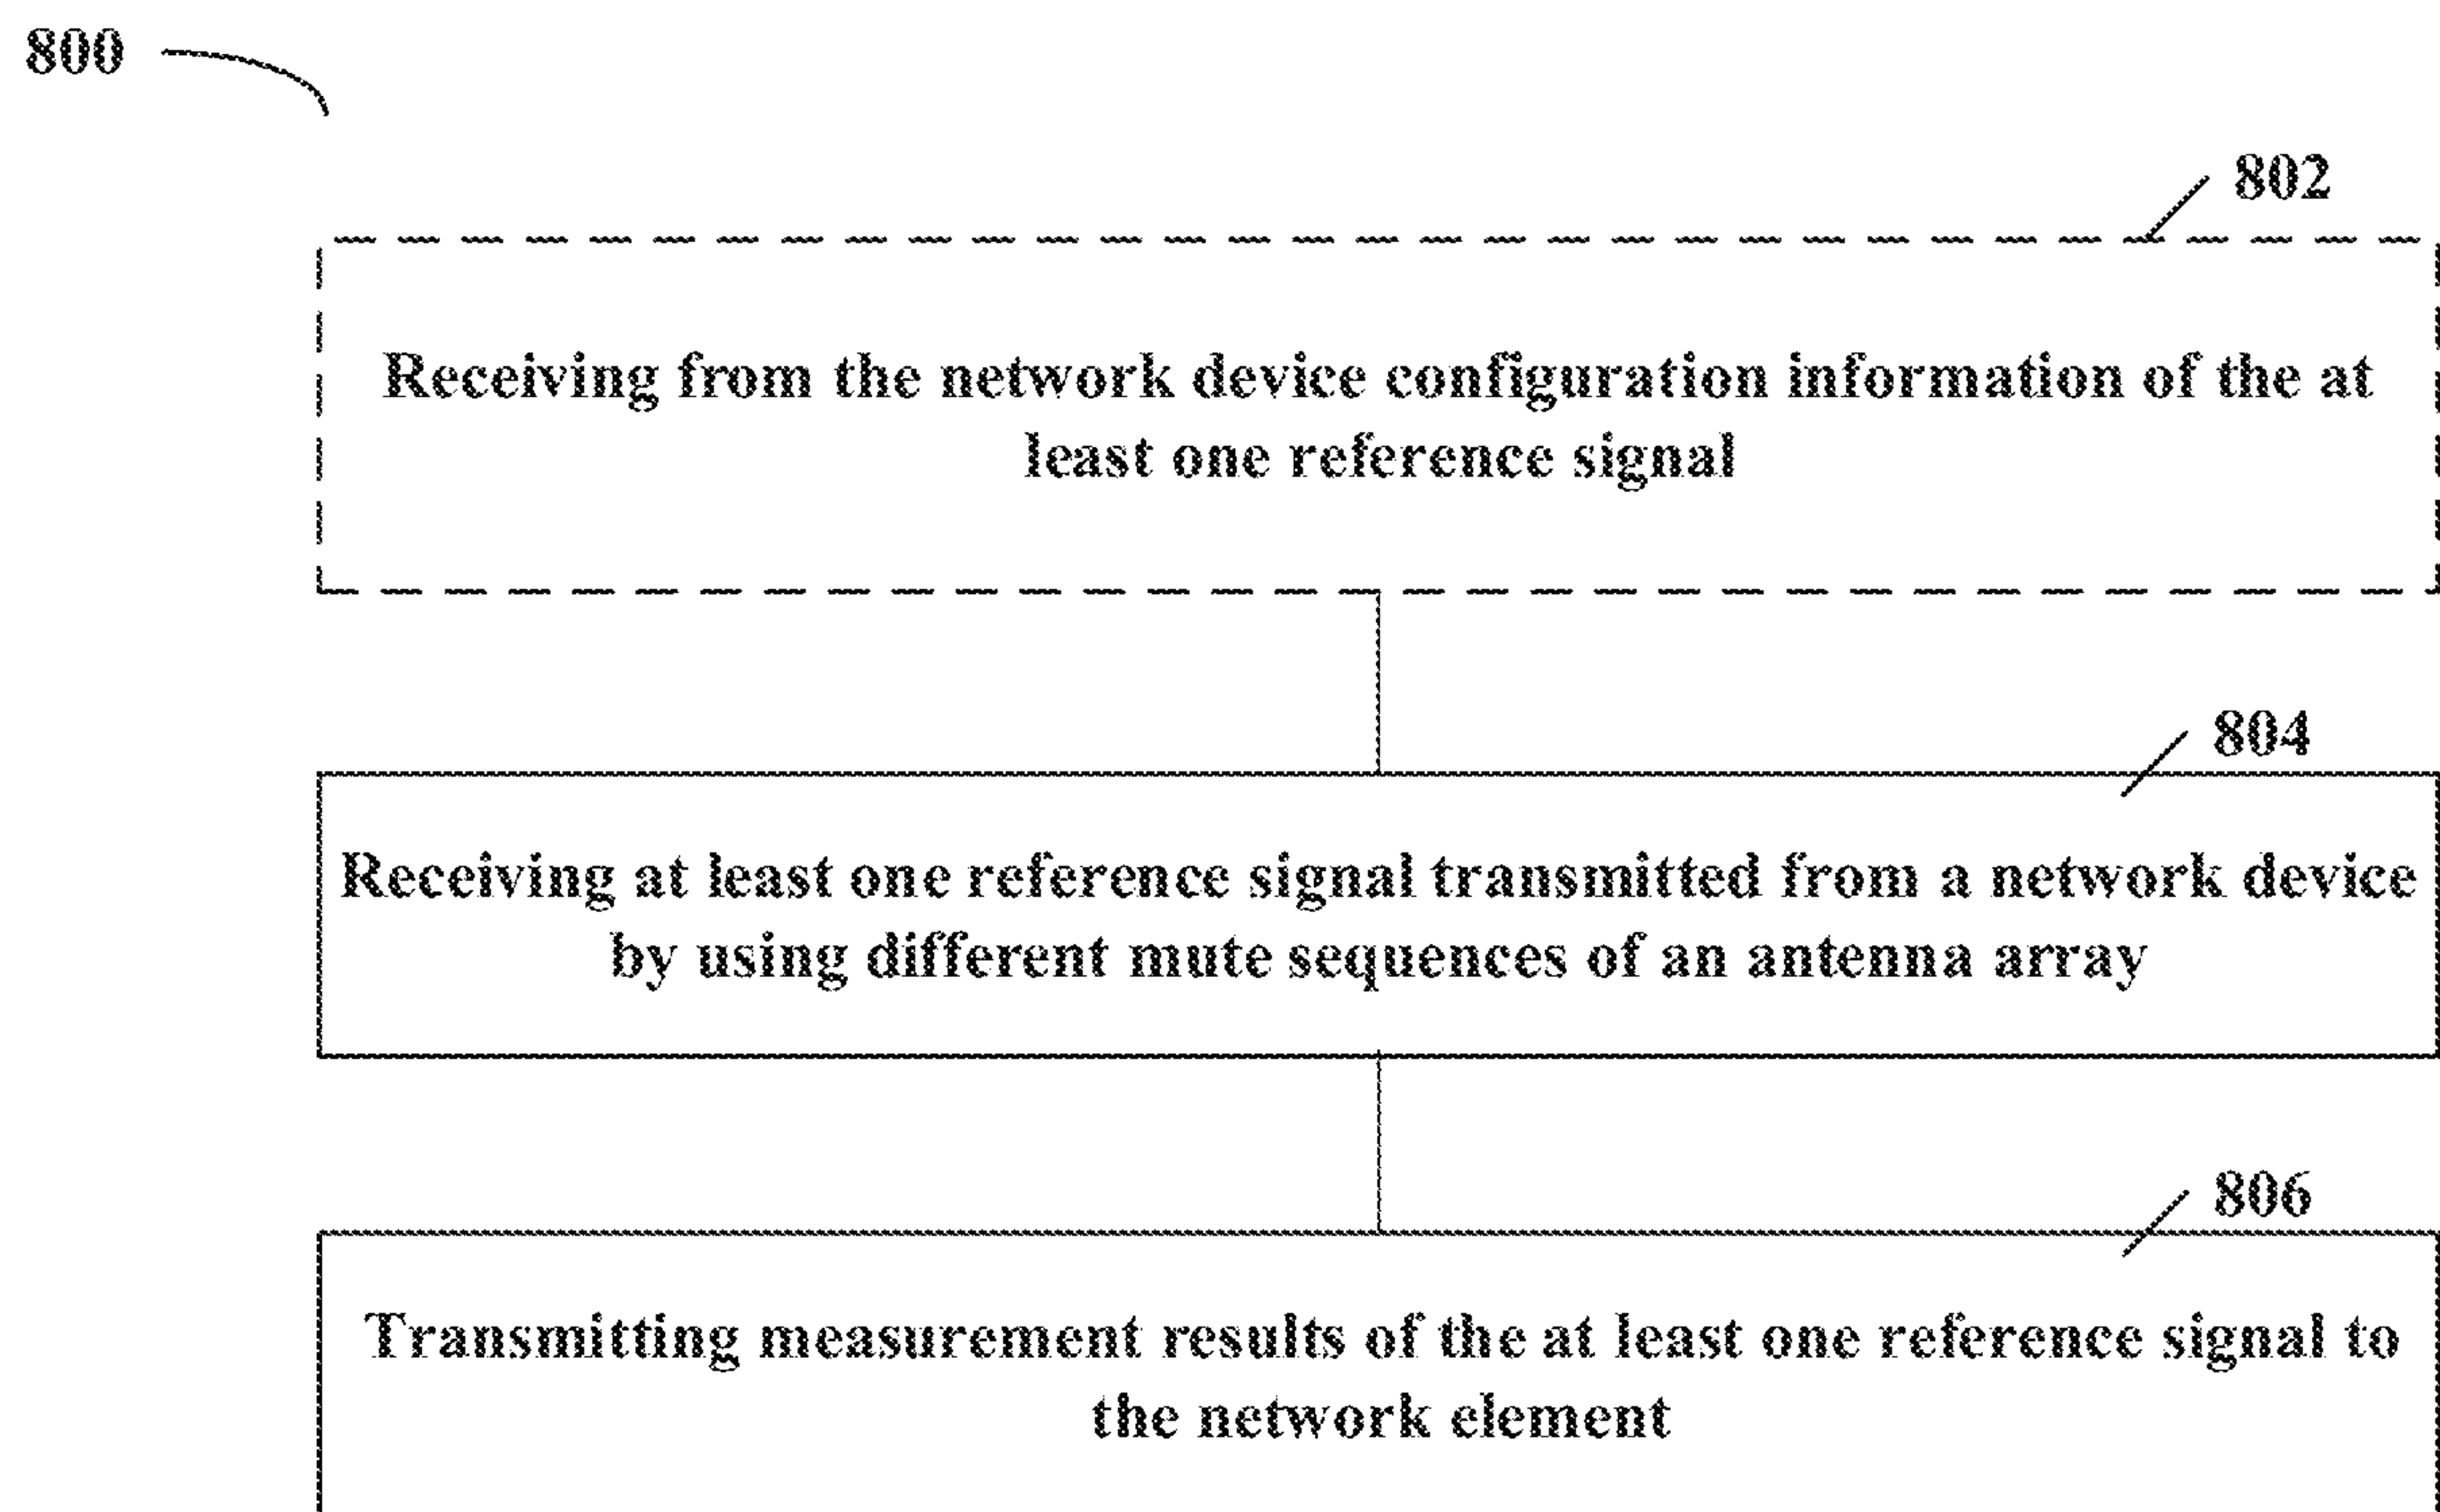 800
802
Receiving from the network device configuration information of the at
least one reference signal
804
Receiving at least one reference signal transmitted from a network device
by using different mute sequences of an antenna array
806
Transmitting measurement results of the at least one reference signal to
the network element